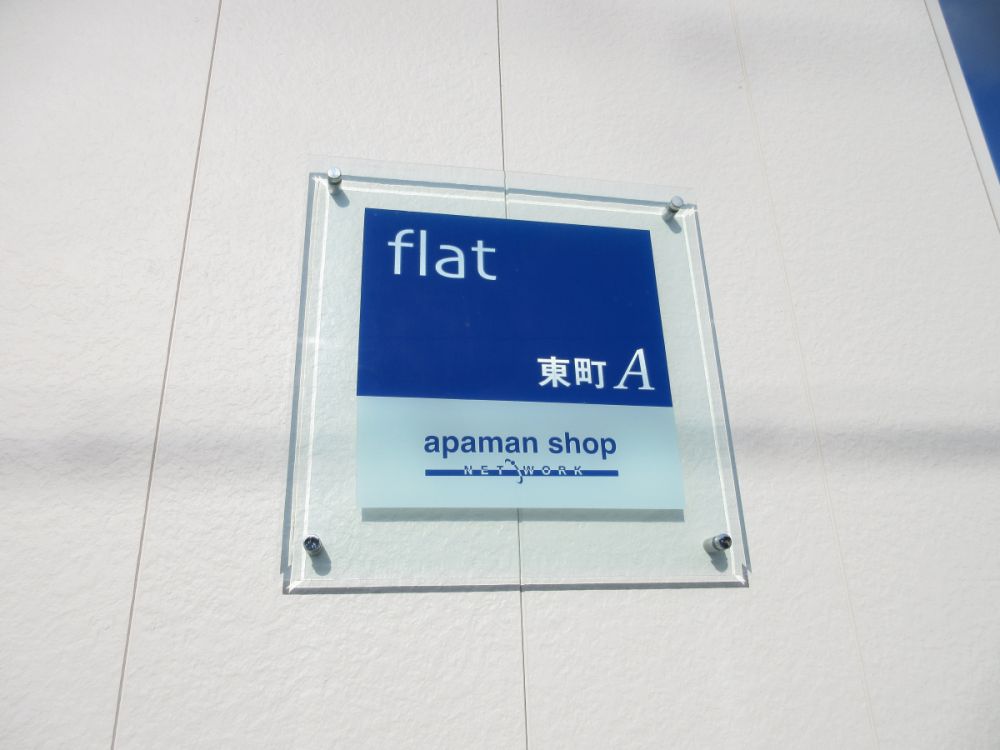 flat
東町 A
apaman shop
NETWORK